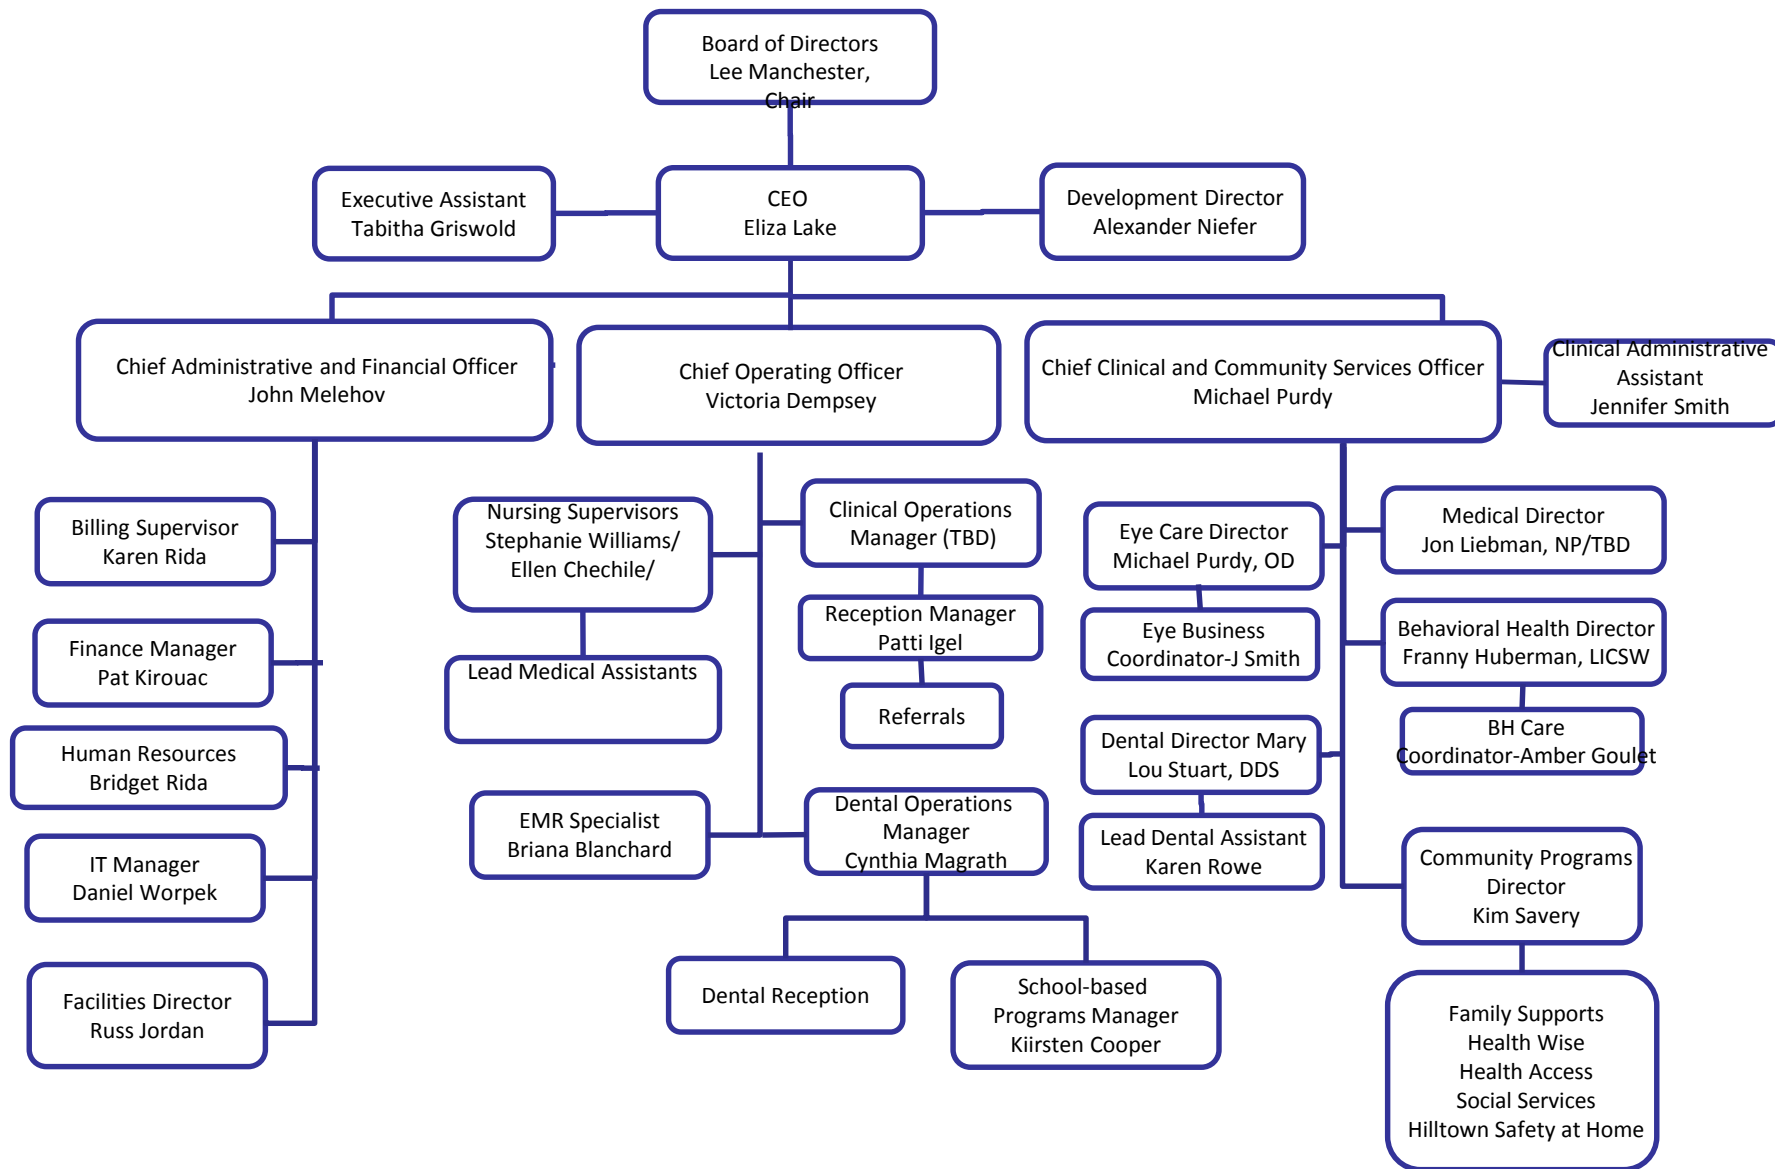 Board of Directors
Lee Manchester,
Chair
Executive Assistant
Tabitha Griswold
CEO
Eliza Lake
Development Director
Alexander Niefer
Chief Administrative and Financial Officer
John Melehov
Chief Operating Officer
Victoria Dempsey
Chief Clinical and Community Services Officer
Michael Purdy
Clinical Administrative
Assistant
Jennifer Smith
Billing Supervisor
Karen Rida
Finance Manager
Pat Kirouac
Human Resources
Bridget Rida
IT Manager
Daniel Worpek
Facilities Director
Russ Jordan
Nursing Supervisors
Stephanie Williams/
Ellen Chechile/
Lead Medical Assistants
EMR Specialist
Briana Blanchard
Clinical Operations
Manager (TBD)
Reception Manager
Patti Igel
Referrals
Dental Operations
Manager
Cynthia Magrath
Dental Reception
School-based
Programs Manager
Kiirsten Cooper
Eye Care Director
Michael Purdy, OD
Eye Business
Coordinator-J Smith
Dental Director Mary
Lou Stuart, DDS
Lead Dental Assistant
Karen Rowe
Medical Director
Jon Liebman, NP/TBD
Behavioral Health Director
Franny Huberman, LICSW
BH Care
Coordinator-Amber Goulet
Community Programs
Director
Kim Savery
Family Supports
Health Wise
Health Access
Social Services
Hilltown Safety at Home